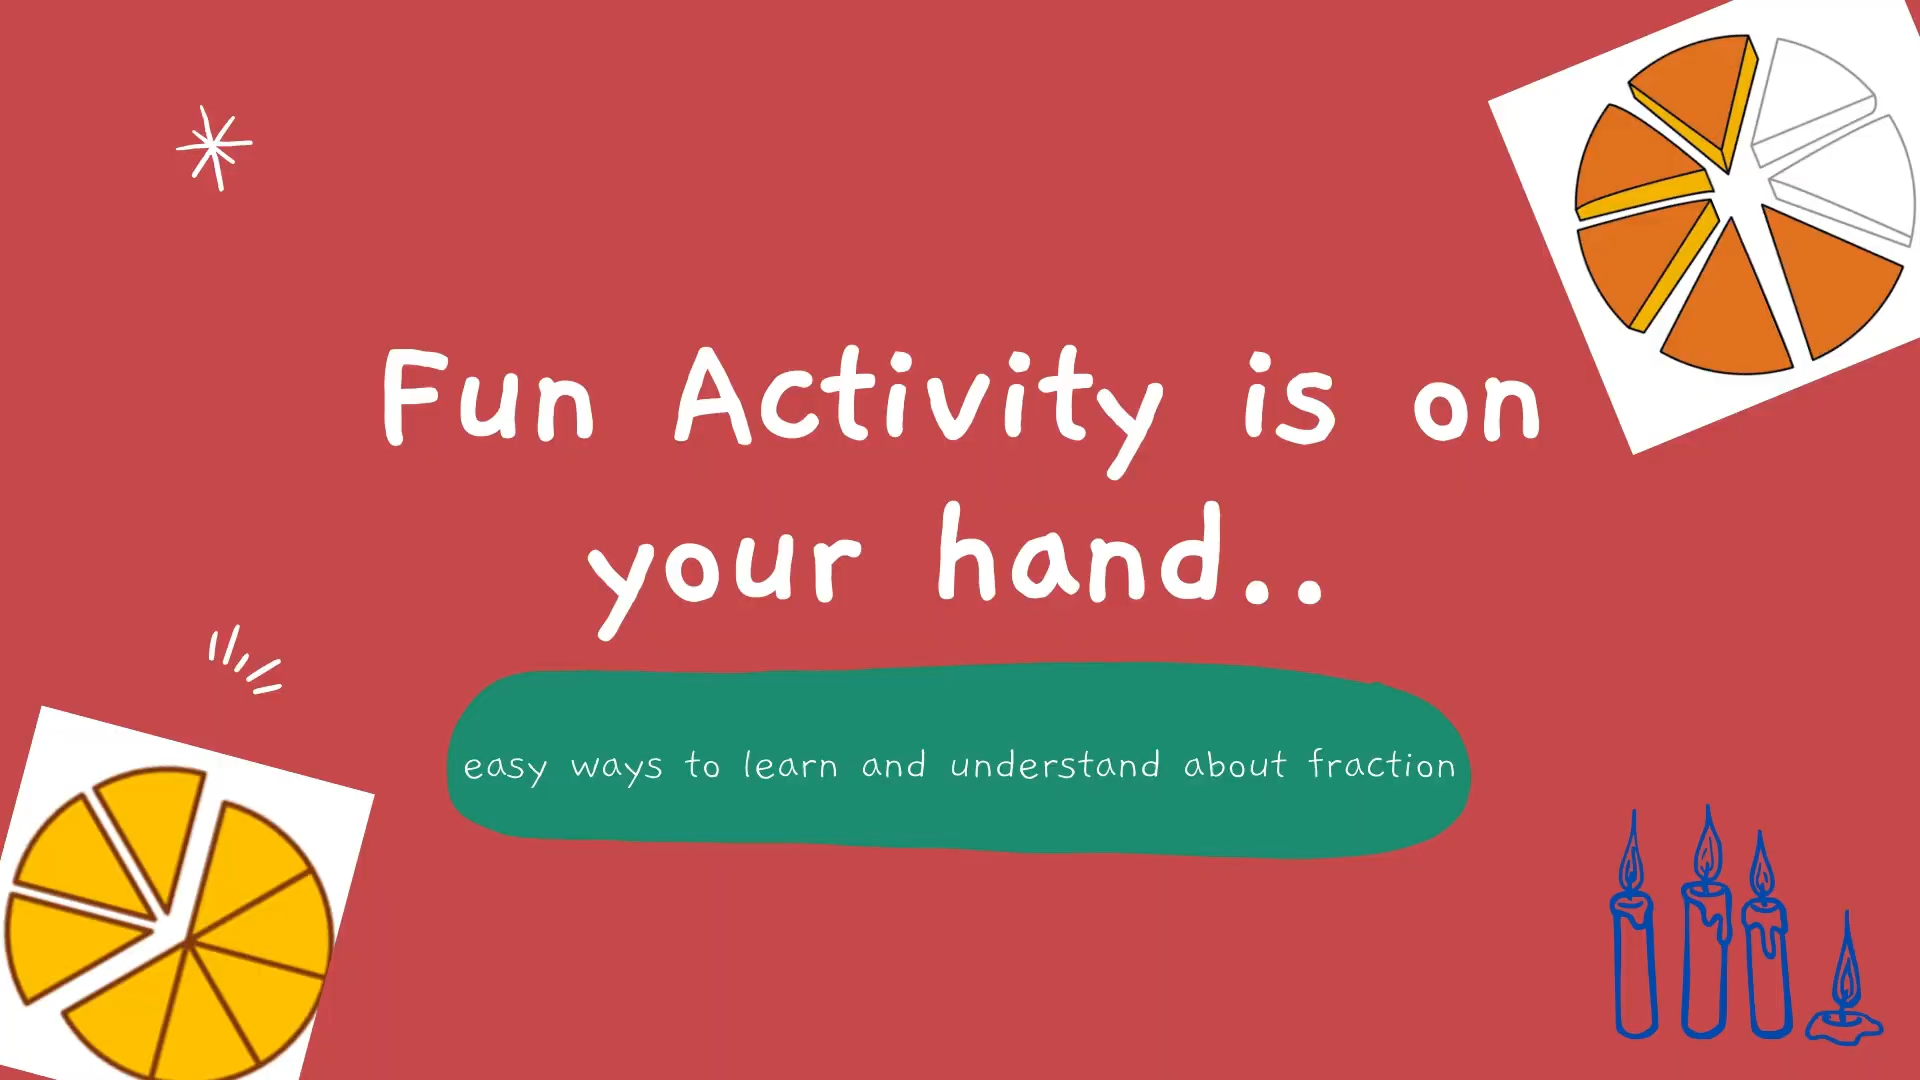 Fun Activity is on
your hand..
easy ways to learn and understand about fraction